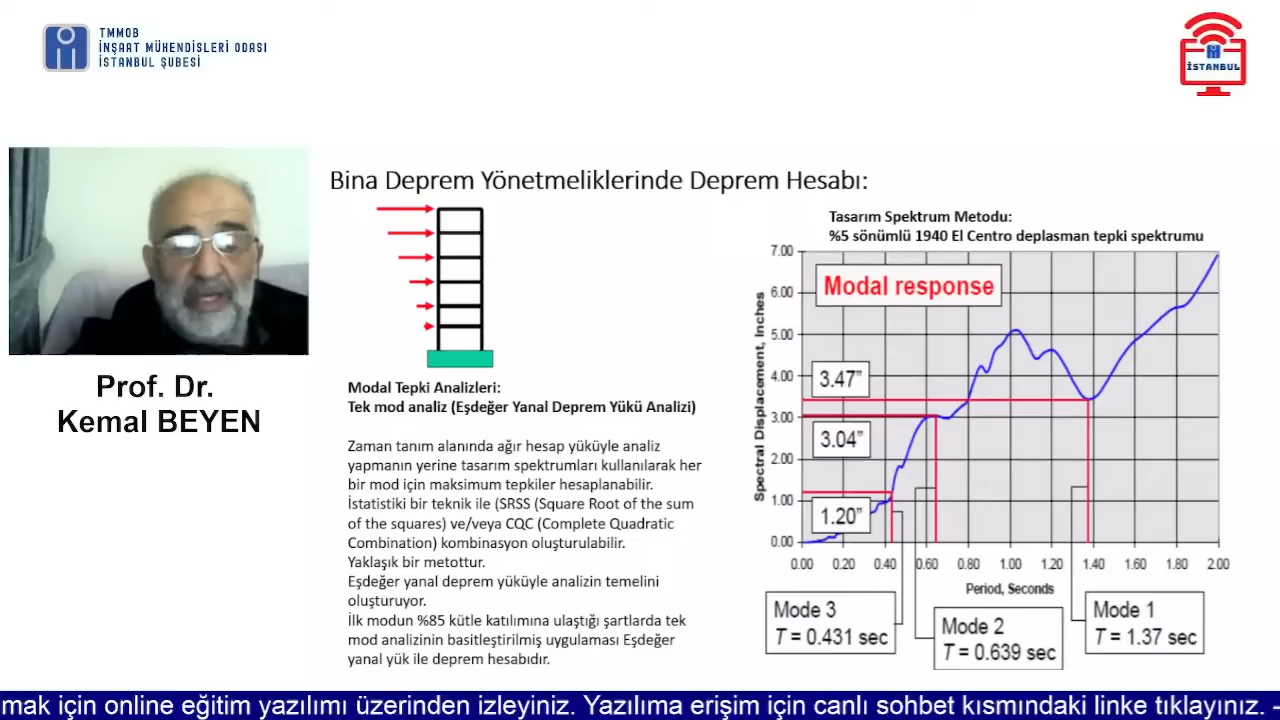 TMMOB
İNŞAAT MÜHENDİSLERİ ODASI
İSTANBUL ŞUBESİ
İSTANBUL
Prof. Dr.
Kemal BEYEN
Bina Deprem Yönetmeliklerinde Deprem Hesabı:
Modal Tepki Analizleri:
Tek mod analiz (Eşdeğer Yanal Deprem Yükü Analizi)
Zaman tanım alanında ağır hesap yüküyle analiz
yapmanın yerine tasarım spektrumları kullanılarak her
bir mod için maksimum tepkiler hesaplanabilir.
İstatistiki bir teknik ile (SRSS (Square Root of the sum
of the squares) ve/veya CQC (Complete Quadratic
Combination) kombinasyon oluşturulabilir.
Yaklaşık bir metottur.
Eşdeğer yanal deprem yüküyle analizin temelini
oluşturuyor.
İlk modun %85 kütle katılımına ulaştığı şartlarda tek
mod analizinin basitleştirilmiş uygulaması Eşdeğer
yanal yük ile deprem hesabıdır.
Tasarım Spektrum Metodu:
%5 sönümlü 1940 El Centro deplasman tepki spektrumu
Modal response
Spectral Displacement, Inches
7.00
6.00
5.00
4.00
3.00
2.00
1.00
0.00
3.47”
3.04”
1.20”
0.00 0.20 0.40 0.60 0.80 1.00 1.20 1.40 1.60 1.80 2.00
Period, Seconds
Mode 3
T = 0.431 sec
Mode 2
T = 0.639 sec
Mode 1
T = 1.37 sec
mak için online eğitim yazılımı üzerinden izleyiniz. Yazılıma erişim için canlı sohbet kısmındaki linke tıklayınız. -